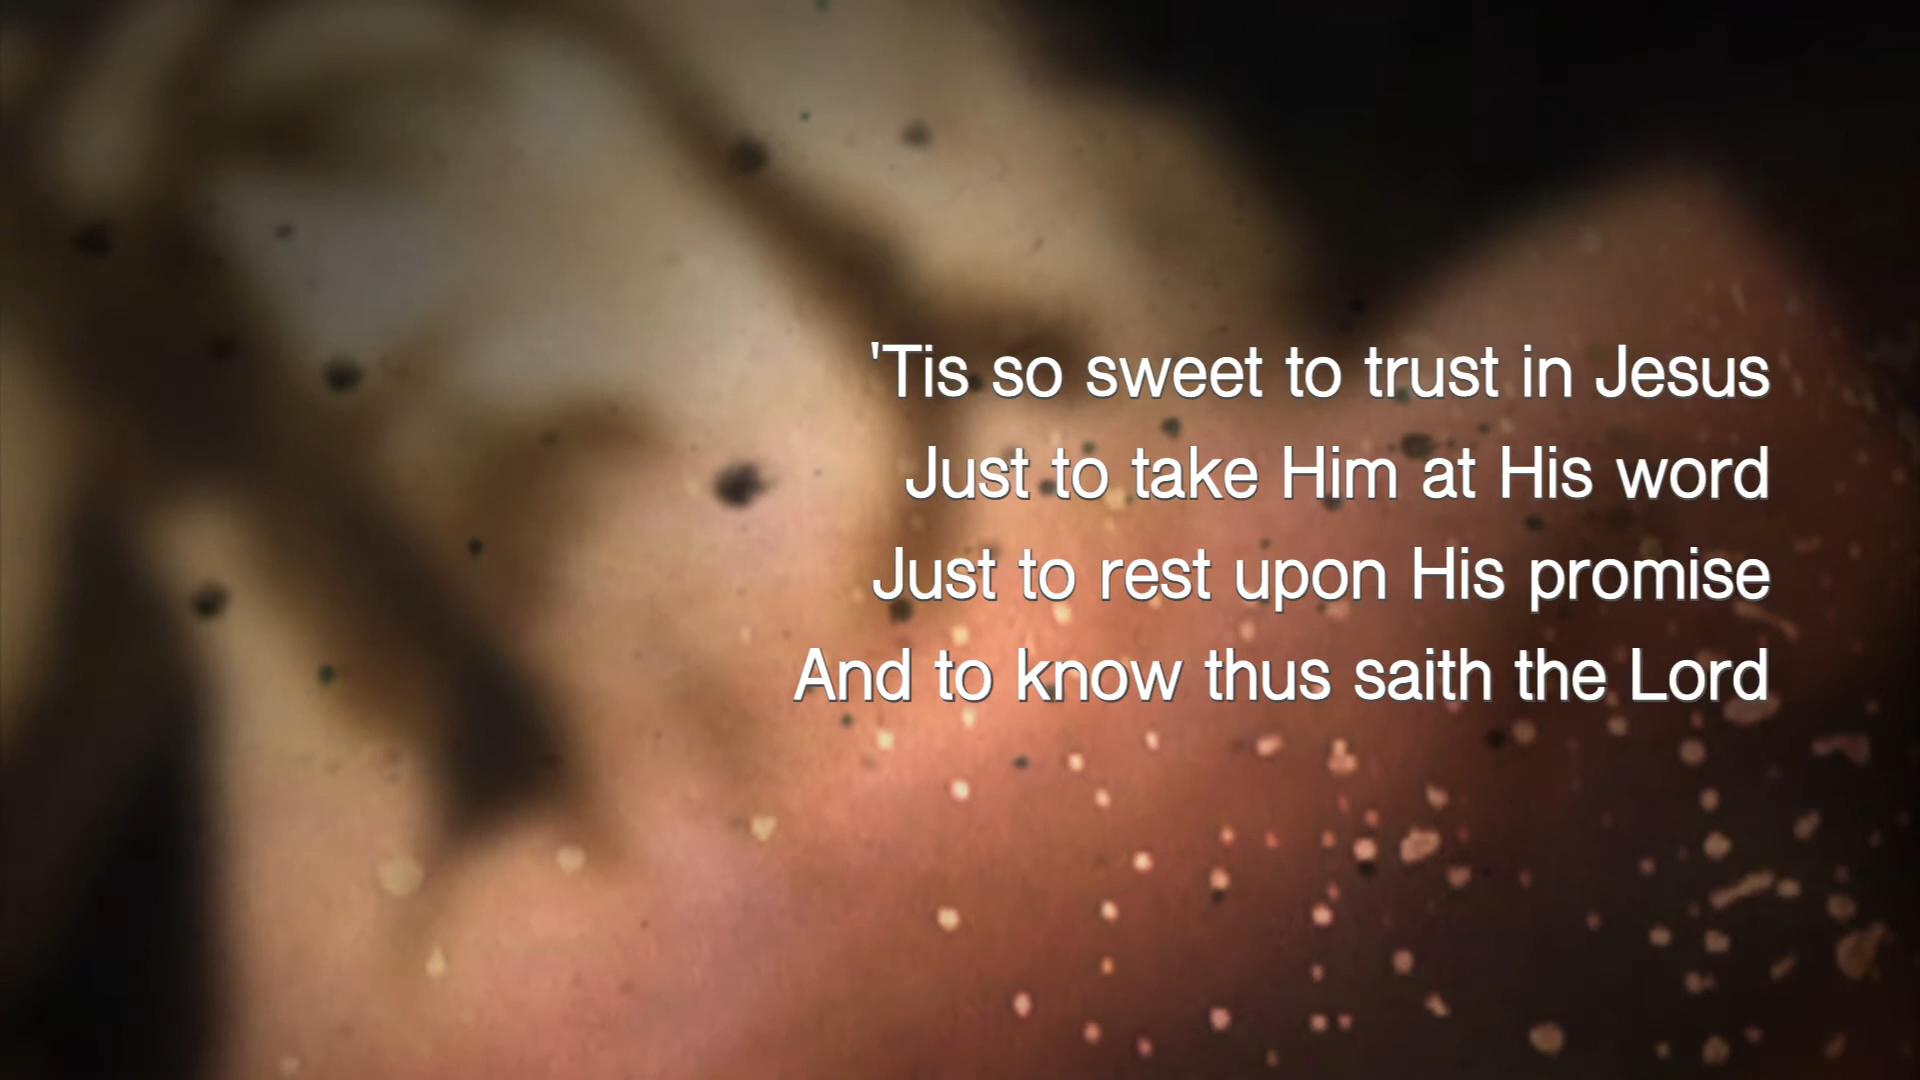 'Tis so sweet to trust in Jesus
Just to take Him at His word
Just to rest upon His promise
And to know thus saith the Lord